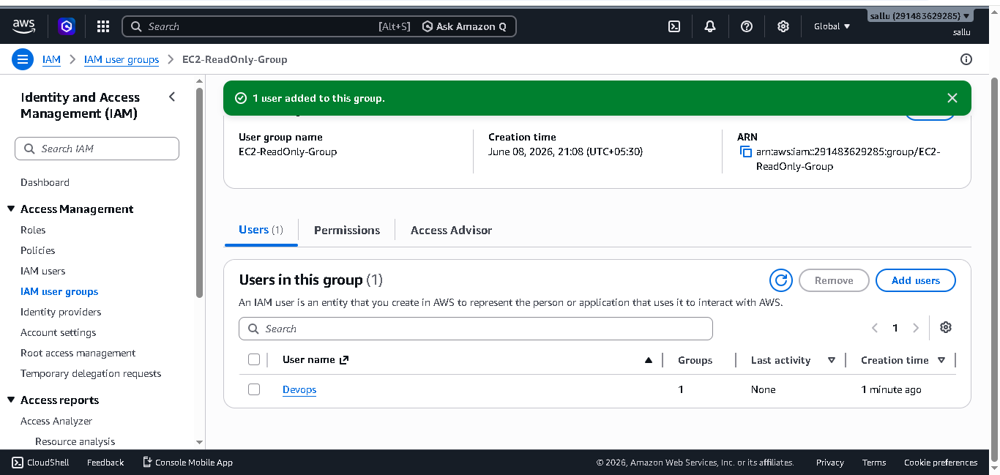 aws
Search [Alt+S] Ask Amazon Q
Global ▼
sallu (291483629285) ▼
sallu
IAM > IAM user groups > EC2-ReadOnly-Group
Identity and Access Management (IAM)
Search IAM
Dashboard
Access Management
Roles
Policies
IAM users
IAM user groups
Identity providers
Account settings
Root access management
Temporary delegation requests
Access reports
Access Analyzer
Resource analysis
1 user added to this group.
User group name
EC2-ReadOnly-Group
Creation time
June 08, 2026, 21:08 (UTC+05:30)
ARN
arn:aws:iam::291483629285:group/EC2-
ReadOnly-Group
Users (1) Permissions Access Advisor
Users in this group (1)
Remove Add users
An IAM user is an entity that you create in AWS to represent the person or application that uses it to interact with AWS.
Search
1
User name Groups Last activity Creation time
Devops 1 None 1 minute ago
CloudShell Feedback Console Mobile App © 2026, Amazon Web Services, Inc. or its affiliates. Privacy Terms Cookie preferences